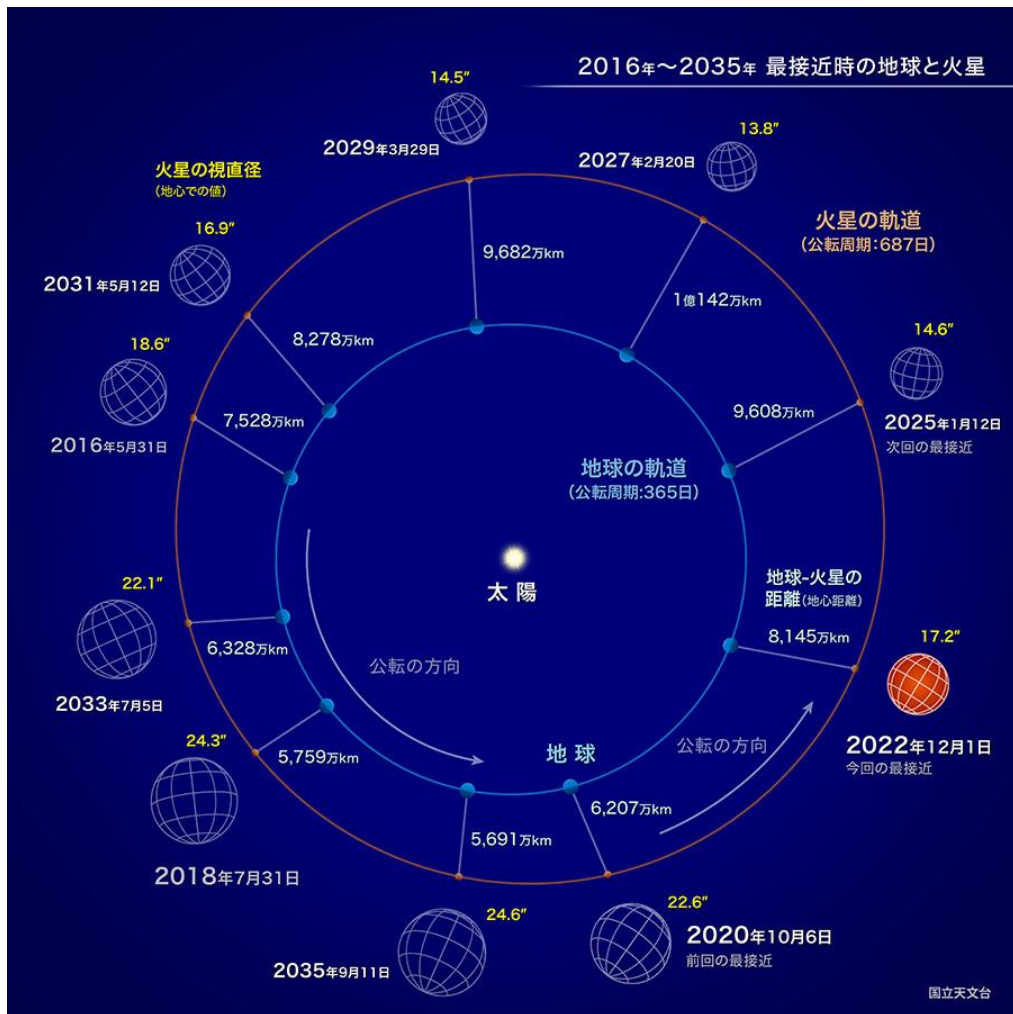 2016年～2035年 最接近時の地球と火星
14.5″
2029年3月29日
13.8″
2027年2月20日
火星の視直径
(地心での値)
火星の軌道
(公転周期:687日)
16.9″
2031年5月12日
9,682万km
1億142万km
8,278万km
14.6″
2025年1月12日
次回の最接近
18.6″
2016年5月31日
7,528万km
9,608万km
地球の軌道
(公転周期:365日)
太陽
地球-火星の
距離(地心距離)
8,145万km
22.1″
6,328万km
2033年7月5日
17.2″
2022年12月1日
今回の最接近
公転の方向
24.3″
5,759万km
2018年7月31日
地球
公転の方向
6,207万km
5,691万km
24.6″
2035年9月11日
22.6″
2020年10月6日
前回の最接近
国立天文台